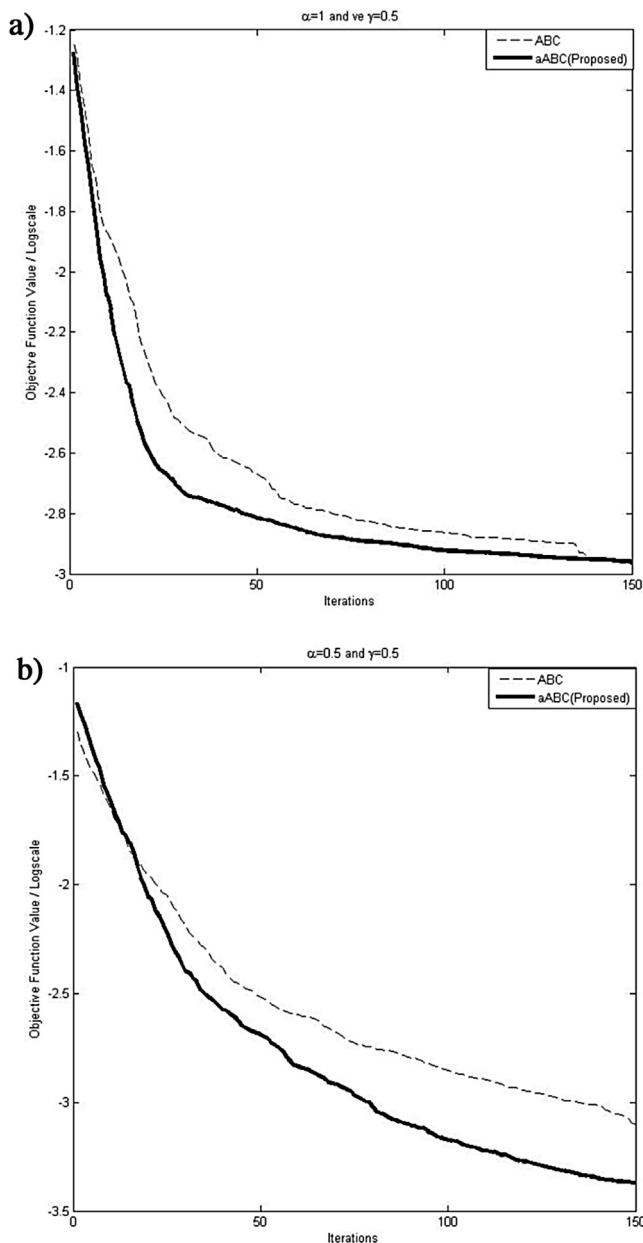 a)
α=1 and ve γ=0.5
ABC
aABC(Proposed)
-1.2
-1.4
-1.6
-1.8
-2
-2.2
-2.4
-2.6
-2.8
-3
Objectve Function Value / Logscale
0
50
100
150
Iterations
b)
α=0.5 and γ=0.5
ABC
aABC(Proposed)
-1
-1.5
-2
-2.5
-3
-3.5
Objective Function Value / Logscale
0
50
100
150
Iterations